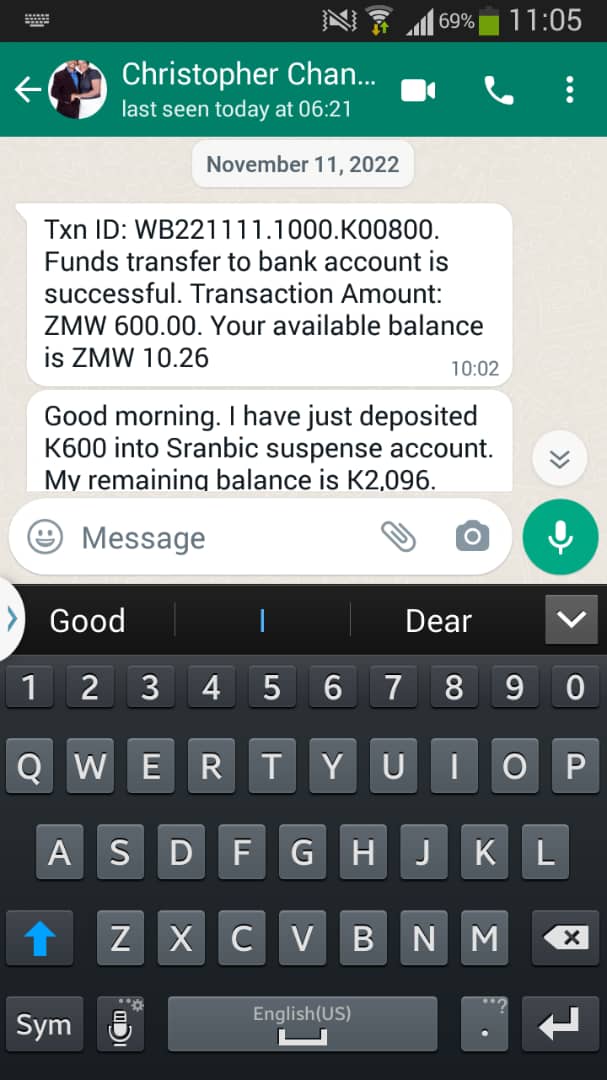 69% 11:05
Christopher Chan...
last seen today at 06:21
November 11, 2022
Txn ID: WB221111.1000.K00800.
Funds transfer to bank account is
successful. Transaction Amount:
ZMW 600.00. Your available balance
is ZMW 10.26
10:02
Good morning. I have just deposited
K600 into Sranbic suspense account.
My remaining balance is K2,096.
Message
Good I Dear
1 2 3 4 5 6 7 8 9 0
Q W E R T Y U I O P
A S D F G H J K L
Z X C V B N M
Sym English(US) . ?